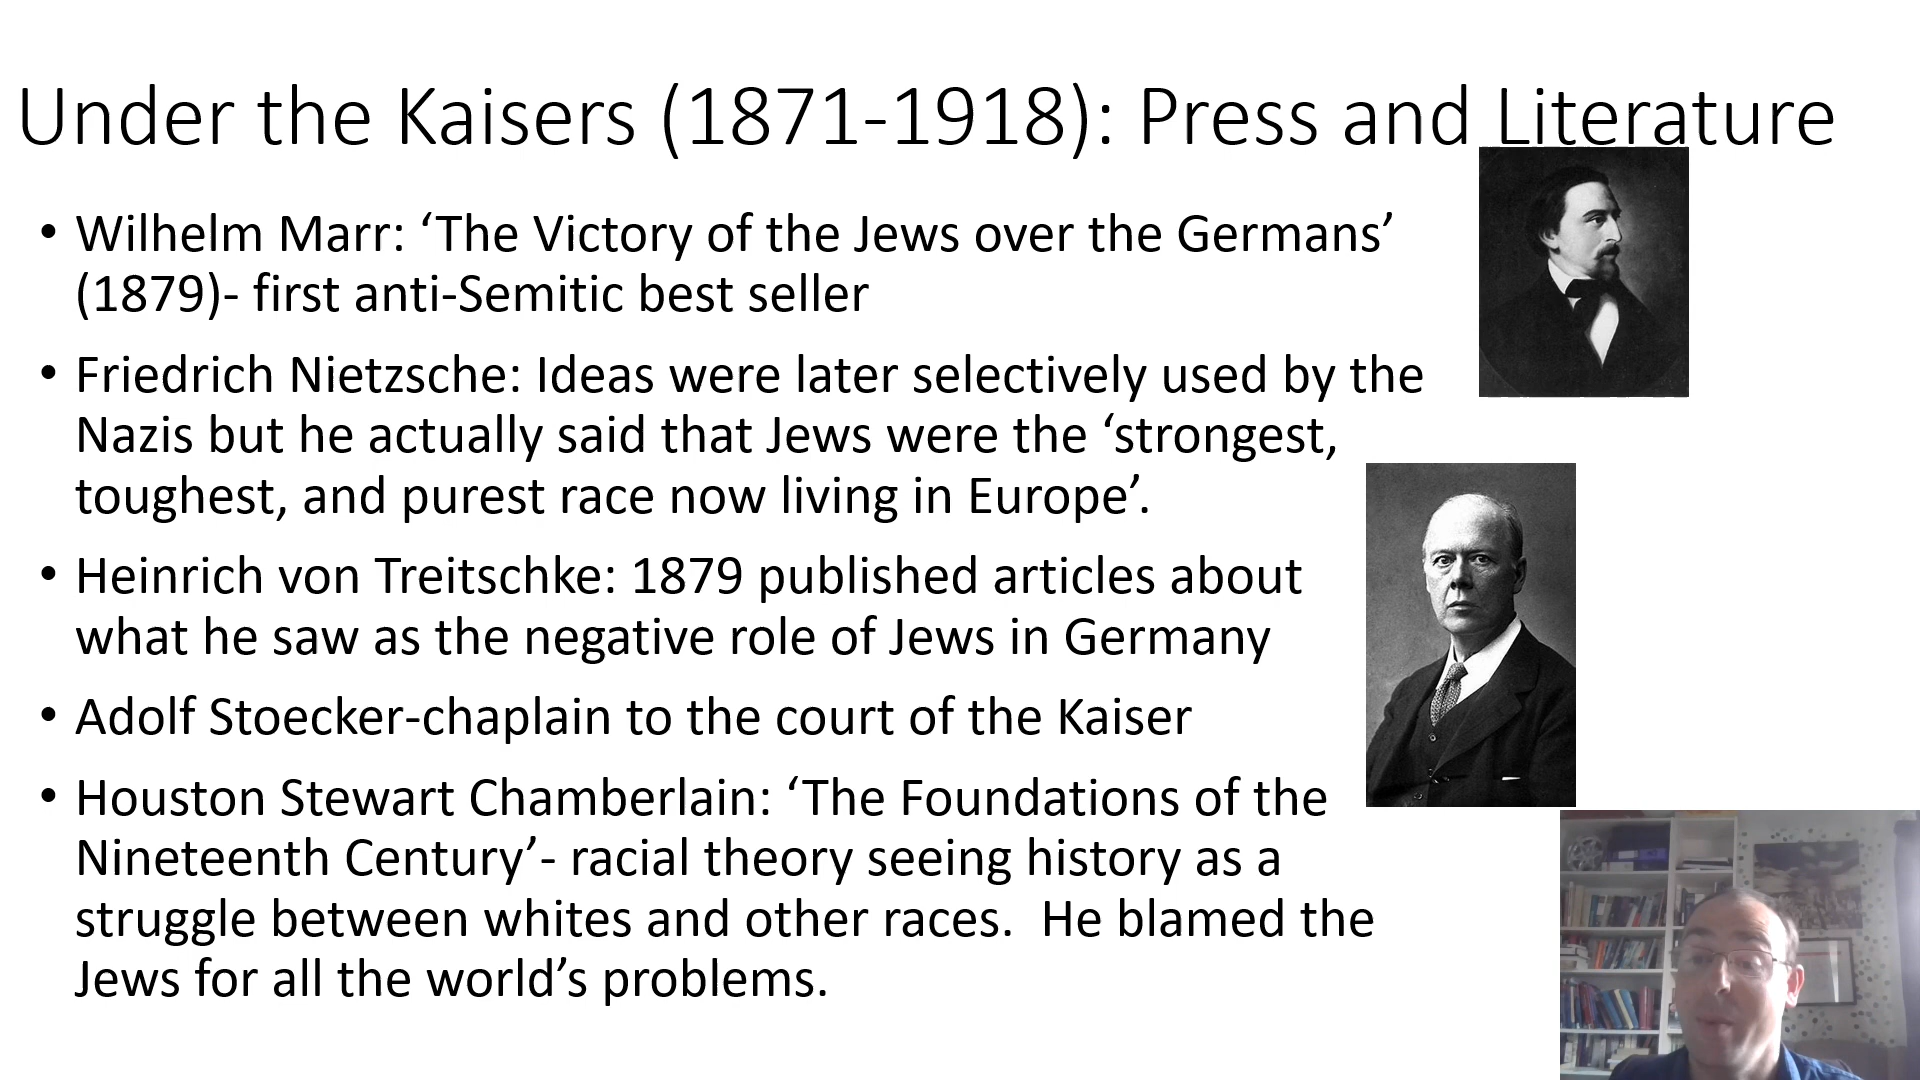 Under the Kaisers (1871-1918): Press and Literature
• Wilhelm Marr: ‘The Victory of the Jews over the Germans’
(1879)- first anti-Semitic best seller
• Friedrich Nietzsche: Ideas were later selectively used by the
Nazis but he actually said that Jews were the ‘strongest,
toughest, and purest race now living in Europe’.
• Heinrich von Treitschke: 1879 published articles about
what he saw as the negative role of Jews in Germany
• Adolf Stoecker-chaplain to the court of the Kaiser
• Houston Stewart Chamberlain: ‘The Foundations of the
Nineteenth Century’- racial theory seeing history as a
struggle between whites and other races.  He blamed the
Jews for all the world’s problems.